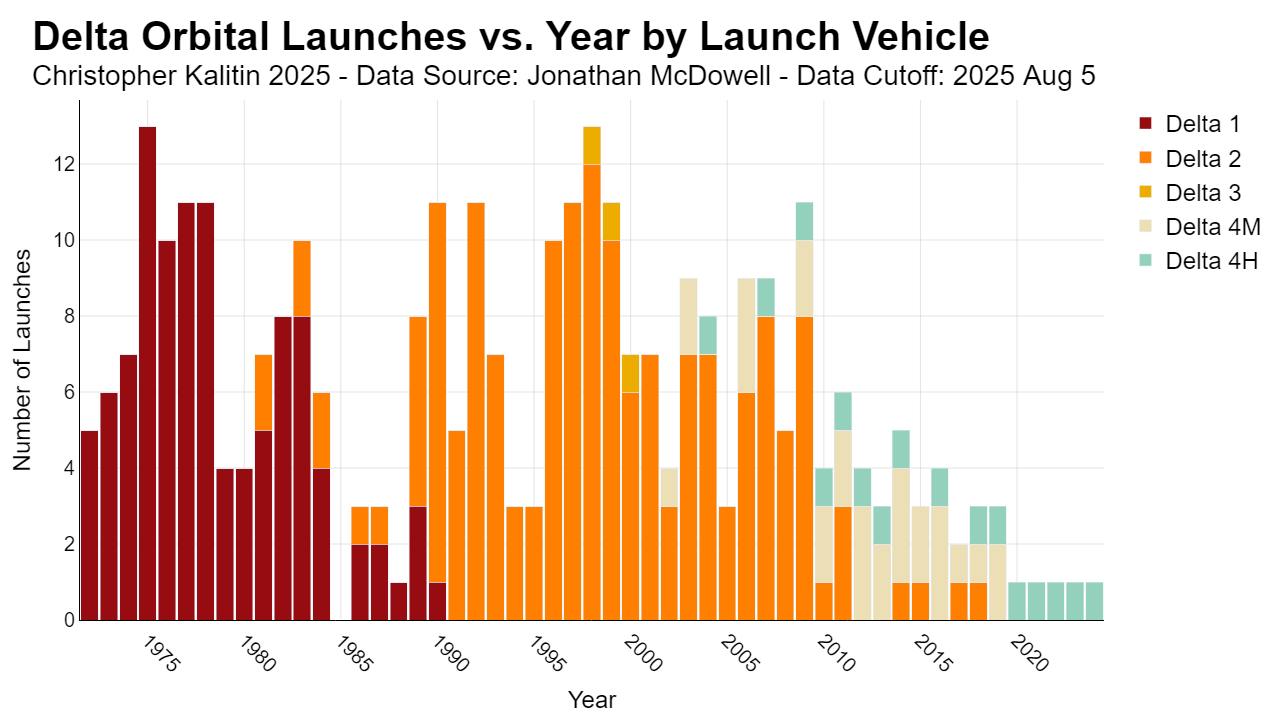 Delta Orbital Launches vs. Year by Launch Vehicle
Christopher Kalitin 2025 - Data Source: Jonathan McDowell - Data Cutoff: 2025 Aug 5
Delta 1
Delta 2
Delta 3
Delta 4M
Delta 4H
Number of Launches
12
10
8
6
4
2
0
1975 1980 1985 1990 1995 2000 2005 2010 2015 2020
Year